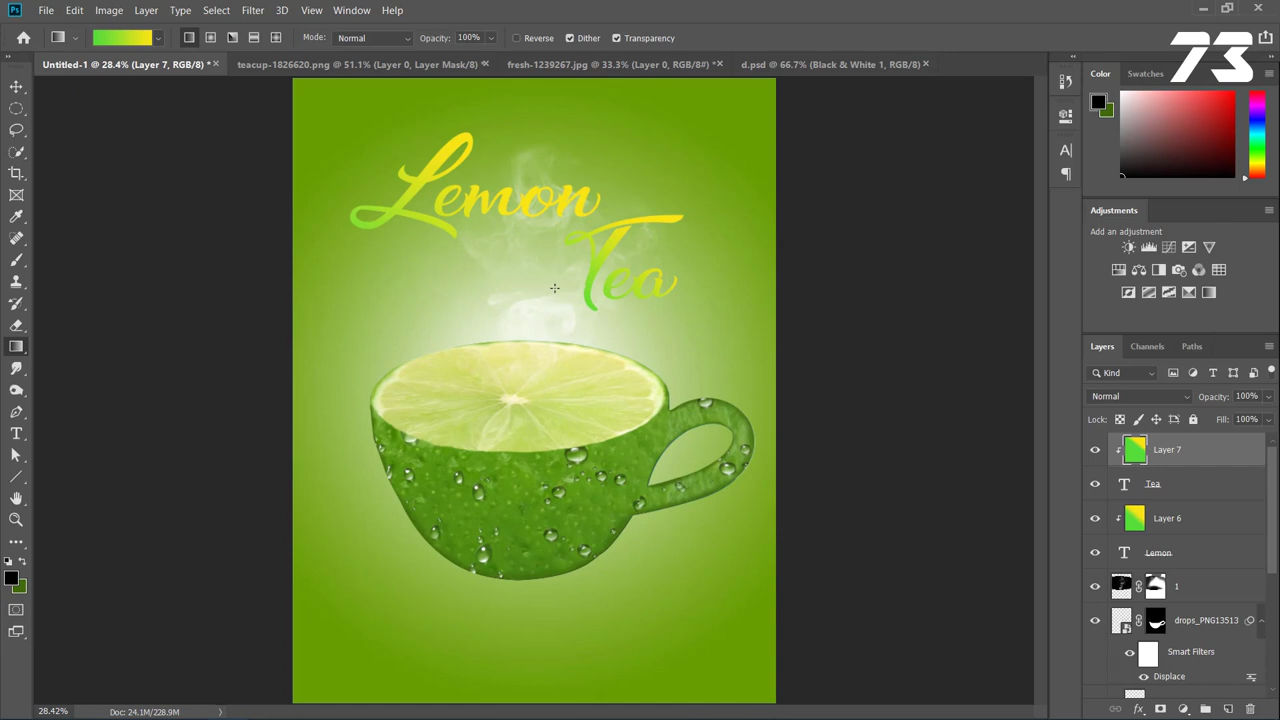 Ps File Edit Image Layer Type Select Filter 3D View Window Help
Mode: Normal Opacity: 100% Reverse Dither Transparency
73
Untitled-1 @ 28.4% (Layer 7, RGB/8) * teacup-1826620.png @ 51.1% (Layer 0, Layer Mask/8) fresh-1239267.jpg @ 33.3% (Layer 0, RGB/8#) * d.psd @ 66.7% (Black & White 1, RGB/8)
Lemon
Tea
Color Swatches
Adjustments
Add an adjustment
Layers Channels Paths
Kind
Normal Opacity: 100%
Lock: Fill: 100%
Layer 7
Tea
Layer 6
Lemon
1
drops_PNG13513
Smart Filters
Displace
28.42% Doc: 24.1M/228.9M